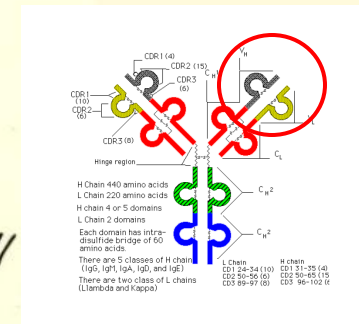 CDR1 (4)
CDR2 (15)
CDR3
(6)
CDR1
(10)
CDR2
(6)
CDR3 (8)
V H
C H
C L
Hinge region
H Chain 440 amino acids
L Chain 220 amino acids
H chain 4 or 5 domains
L Chain 2 domains
Each domain has intra-
disulfide bridge of 60
amino acids.
There are 5 classes of H chain
(IgG, IgM, IgA, IgD, and IgE)
There are two class of L chains
(Llambda and Kappa)
C H 2
C H 2
L Chain
CD1 24-34 (10)
CD2 50-56 (6)
CD3 89-97 (8)
H chain
CD1 31-35 (4)
CD2 50-65 (15
CD3 96-102 (6